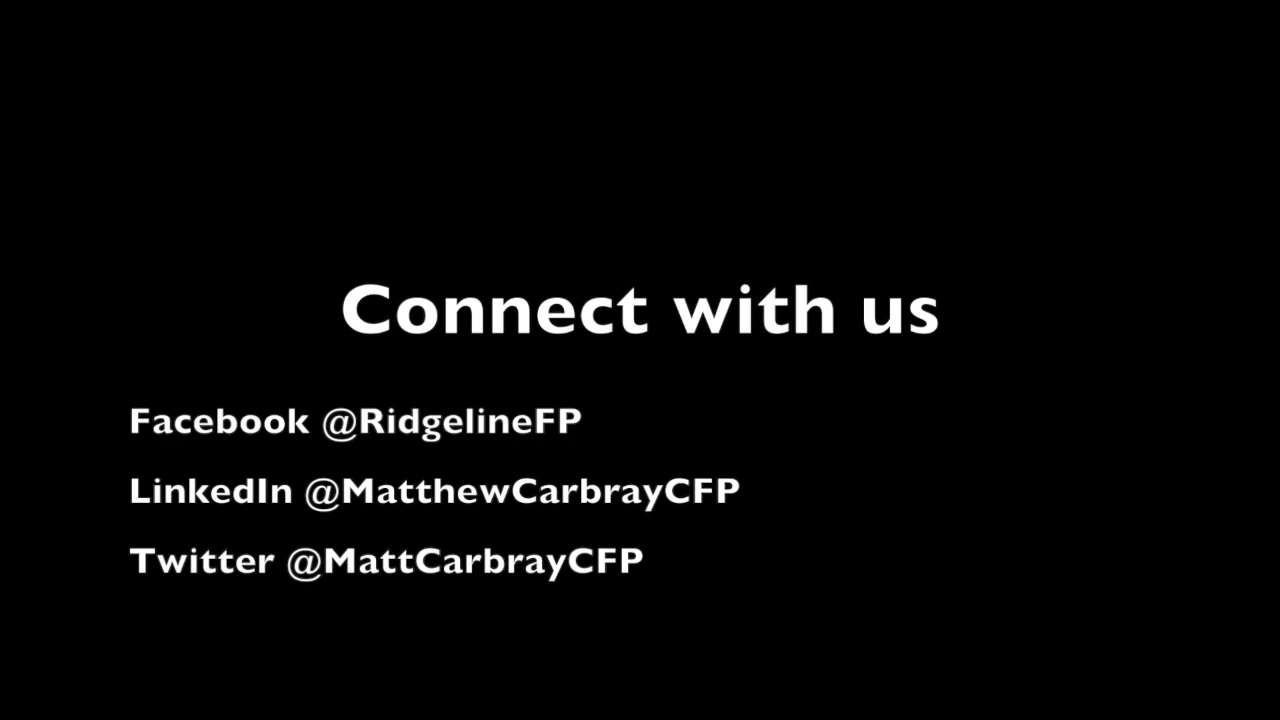 Connect with us
Facebook @RidgelineFP
LinkedIn @MatthewCarbrayCFP
Twitter @MattCarbrayCFP